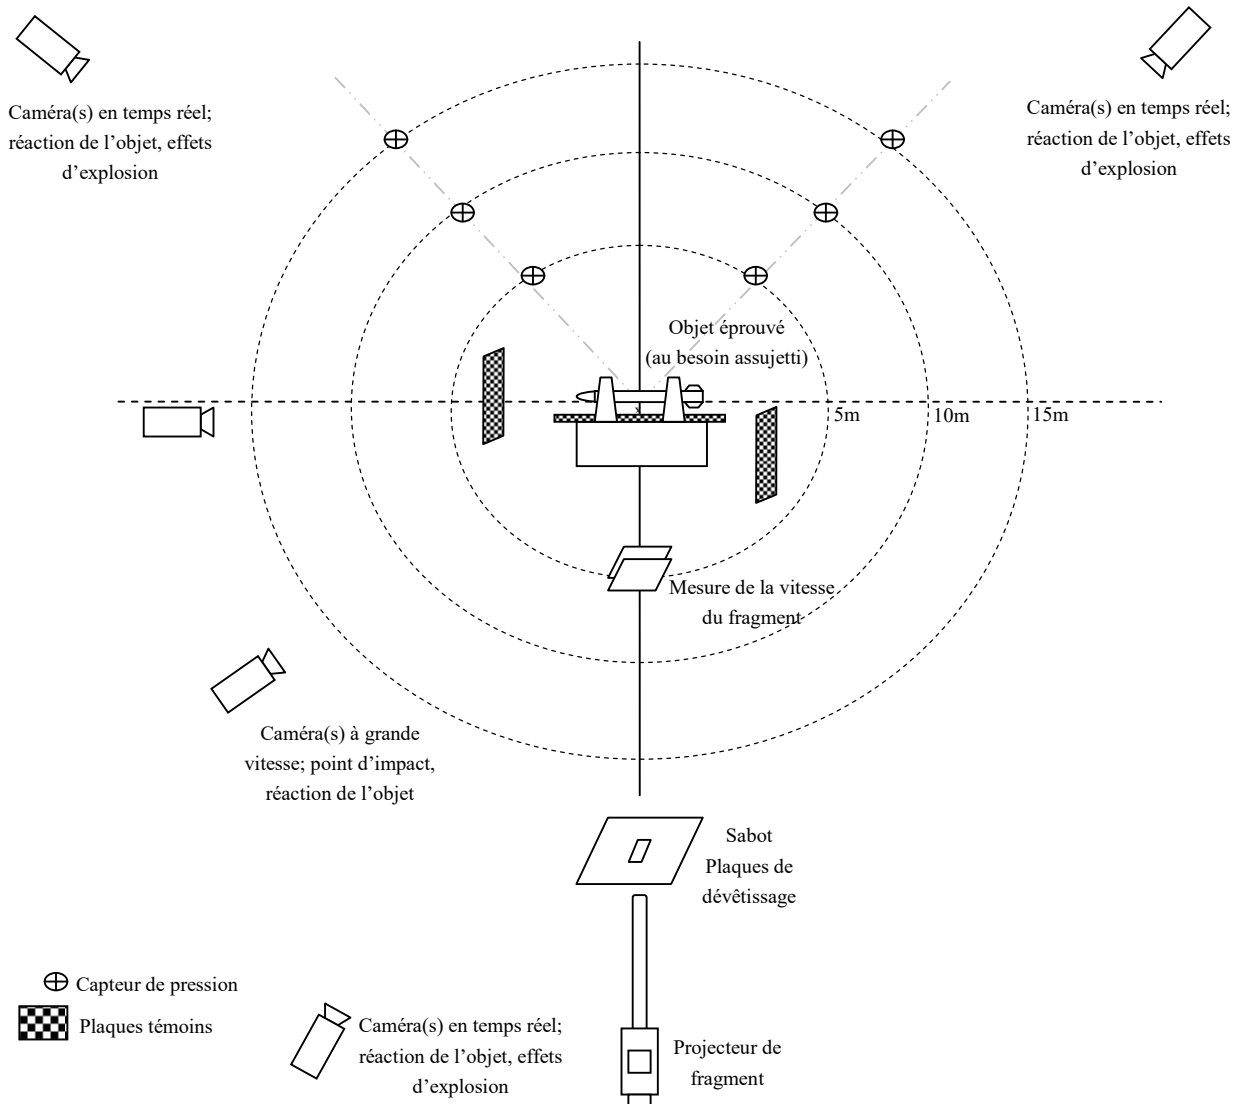 Caméra(s) en temps réel;
réaction de l’objet, effets
d’explosion
Caméra(s) en temps réel;
réaction de l’objet, effets
d’explosion
Objet éprouvé
(au besoin assujetti)
5m
10m
15m
Mesure de la vitesse
du fragment
Caméra(s) à grande
vitesse; point d’impact,
réaction de l’objet
Sabot
Plaques de
dévêtissage
Capteur de pression
Plaques témoins
Caméra(s) en temps réel;
réaction de l’objet, effets
d’explosion
Projecteur de
fragment